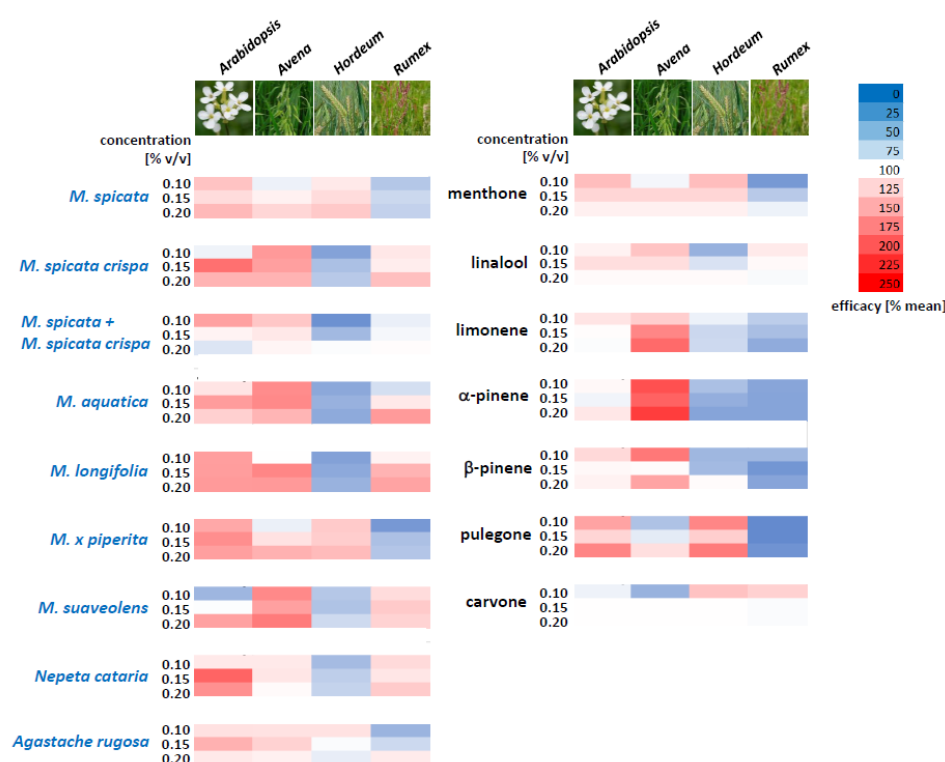 Arabidopsis Avena Hordeum Rumex
concentration
[% v/v]
M. spicata
0.10
0.15
0.20
M. spicata crispa
0.10
0.15
0.20
M. spicata +
M. spicata crispa
0.10
0.15
0.20
M. aquatica
0.10
0.15
0.20
M. longifolia
0.10
0.15
0.20
M. x piperita
0.10
0.15
0.20
M. suaveolens
0.10
0.15
0.20
Nepeta cataria
0.10
0.15
0.20
Agastache rugosa
0.10
0.15
0.20
Arabidopsis Avena Hordeum Rumex
concentration
[% v/v]
menthone
0.10
0.15
0.20
linalool
0.10
0.15
0.20
limonene
0.10
0.15
0.20
α-pinene
0.10
0.15
0.20
β-pinene
0.10
0.15
0.20
pulegone
0.10
0.15
0.20
carvone
0.10
0.15
0.20
0
25
50
75
100
125
150
175
200
225
250
efficacy [% mean]